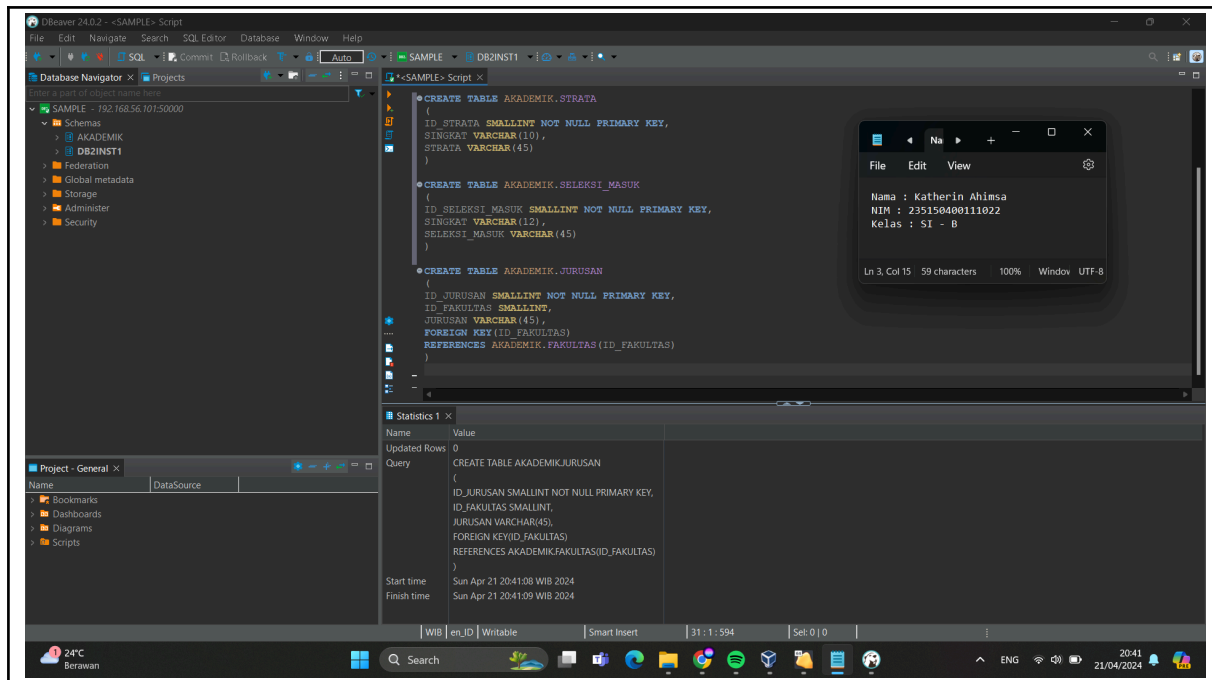 DBeaver 24.0.2 - <SAMPLE> Script
File Edit Navigate Search SQL Editor Database Window Help
SQL Commit Rollback Auto SAMPLE DB2INST1
Database Navigator Projects
Enter a part of object name here
SAMPLE - 192.168.56.101:50000
Schemas
AKADEMIK
DB2INST1
Federation
Global metadata
Storage
Administer
Security
Project - General
Name DataSource
Bookmarks
Dashboards
Diagrams
Scripts
*<SAMPLE> Script
CREATE TABLE AKADEMIK.STRATA
(
ID_STRATA SMALLINT NOT NULL PRIMARY KEY,
SINGKAT VARCHAR(10),
STRATA VARCHAR(45)
)
CREATE TABLE AKADEMIK.SELEKSI_MASUK
(
ID_SELEKSI_MASUK SMALLINT NOT NULL PRIMARY KEY,
SINGKAT VARCHAR(12),
SELEKSI_MASUK VARCHAR(45)
)
CREATE TABLE AKADEMIK.JURUSAN
(
ID_JURUSAN SMALLINT NOT NULL PRIMARY KEY,
ID_FAKULTAS SMALLINT,
JURUSAN VARCHAR(45),
FOREIGN KEY(ID_FAKULTAS)
REFERENCES AKADEMIK.FAKULTAS(ID_FAKULTAS)
)
Na
File Edit View
Nama : Katherin Ahimsa
NIM : 235150400111022
Kelas : SI - B
Ln 3, Col 15 59 characters 100% Window UTF-8
Statistics 1
Name Value
Updated Rows 0
Query CREATE TABLE AKADEMIK.JURUSAN
(
ID_JURUSAN SMALLINT NOT NULL PRIMARY KEY,
ID_FAKULTAS SMALLINT,
JURUSAN VARCHAR(45),
FOREIGN KEY(ID_FAKULTAS)
REFERENCES AKADEMIK.FAKULTAS(ID_FAKULTAS)
)
Start time Sun Apr 21 20:41:08 WIB 2024
Finish time Sun Apr 21 20:41:09 WIB 2024
WIB en_ID Writable Smart Insert 31 : 1 : 594 Sel: 0 | 0
1
24°C
Berawan
Search
ENG
20:41
21/04/2024
PRE